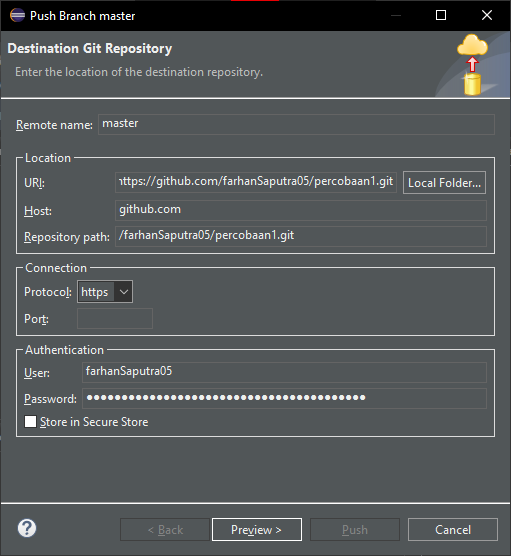 Push Branch master
Destination Git Repository
Enter the location of the destination repository.
Remote name: master
Location
URI: https://github.com/farhanSaputra05/percobaan1.git Local Folder...
Host: github.com
Repository path: /farhanSaputra05/percobaan1.git
Connection
Protocol: https
Port:
Authentication
User: farhanSaputra05
Password: ●●●●●●●●●●●●●●●●●●●●●●●●●●●●●●●●●●●●●●●●
Store in Secure Store
< Back Preview > Push Cancel